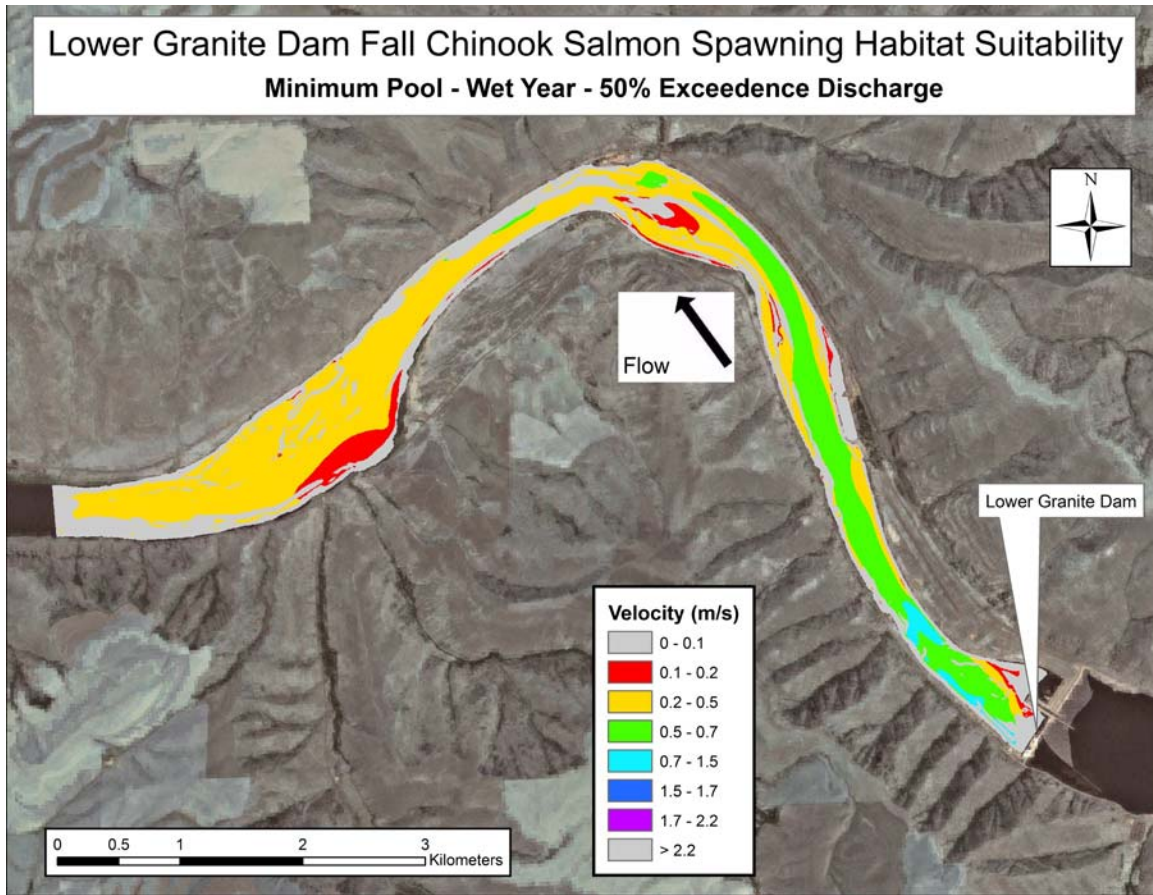 Lower Granite Dam Fall Chinook Salmon Spawning Habitat Suitability
Minimum Pool - Wet Year - 50% Exceedence Discharge
N
Flow
Lower Granite Dam
Velocity (m/s)
0 - 0.1
0.1 - 0.2
0.2 - 0.5
0.5 - 0.7
0.7 - 1.5
1.5 - 1.7
1.7 - 2.2
> 2.2
0 0.5 1 2 3
Kilometers